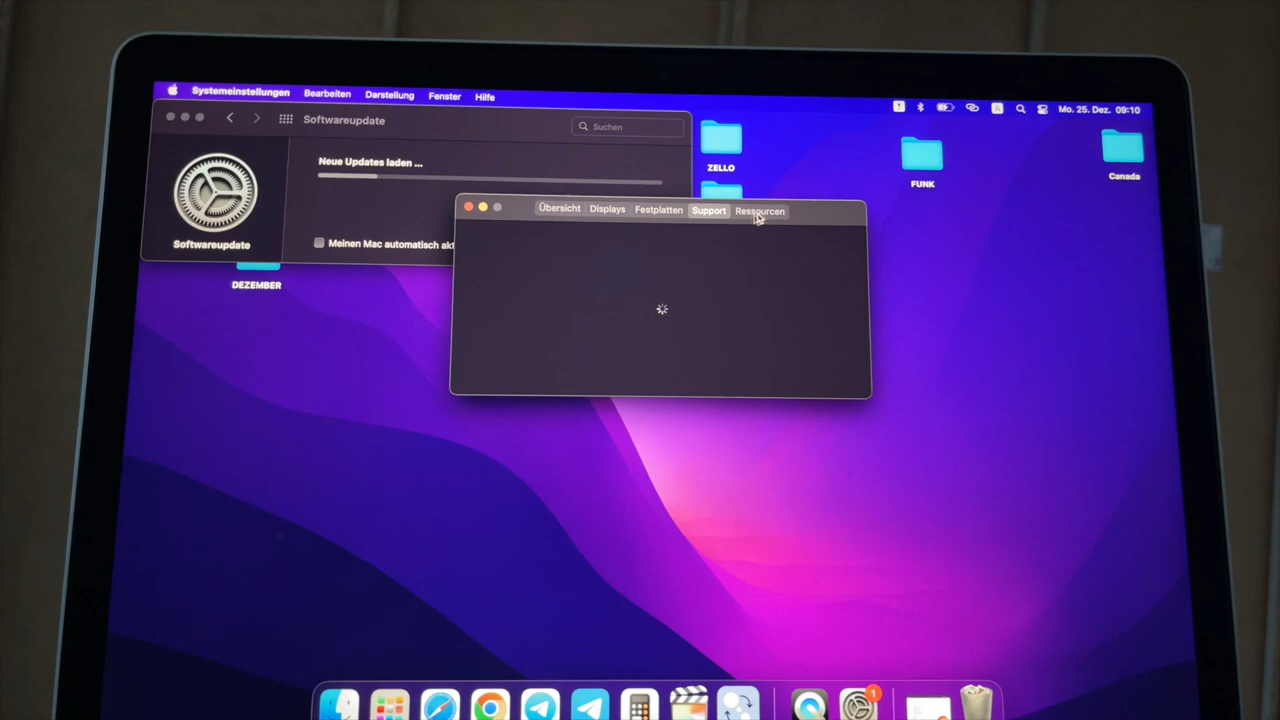 Systemeinstellungen Bearbeiten Darstellung Fenster Hilfe
A
Mo. 25. Dez. 09:10
Softwareupdate
Suchen
Neue Updates laden ...
Softwareupdate
Meinen Mac automatisch akt
ZELLO
FUNK
Canada
Übersicht Displays Festplatten Support Ressourcen
DEZEMBER
1